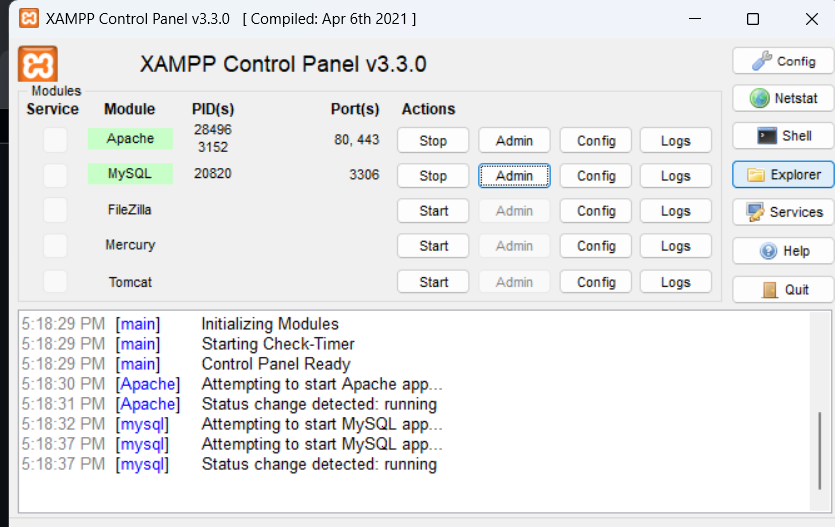 XAMPP Control Panel v3.3.0 [ Compiled: Apr 6th 2021 ]
XAMPP Control Panel v3.3.0
Config
Modules
Service Module PID(s) Port(s) Actions
Netstat
Apache 28496 3152 80, 443 Stop Admin Config Logs
Shell
MySQL 20820 3306 Stop Admin Config Logs
Explorer
FileZilla Start Admin Config Logs
Services
Mercury Start Admin Config Logs
Help
Tomcat Start Admin Config Logs
Quit
5:18:29 PM [main] Initializing Modules
5:18:29 PM [main] Starting Check-Timer
5:18:29 PM [main] Control Panel Ready
5:18:30 PM [Apache] Attempting to start Apache app...
5:18:31 PM [Apache] Status change detected: running
5:18:32 PM [mysql] Attempting to start MySQL app...
5:18:37 PM [mysql] Attempting to start MySQL app...
5:18:37 PM [mysql] Status change detected: running